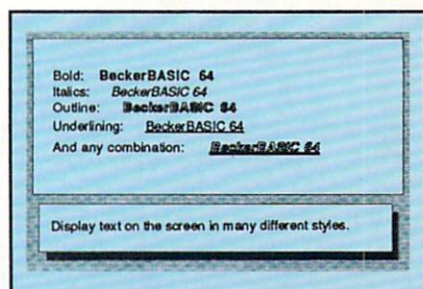 Bold: BeckerBASIC 64
Italics: BeckerBASIC 64
Outline: BeckerBASIC 64
Underlining: BeckerBASIC 64
And any combination: BeckerBASIC 64
Display text on the screen in many different styles.